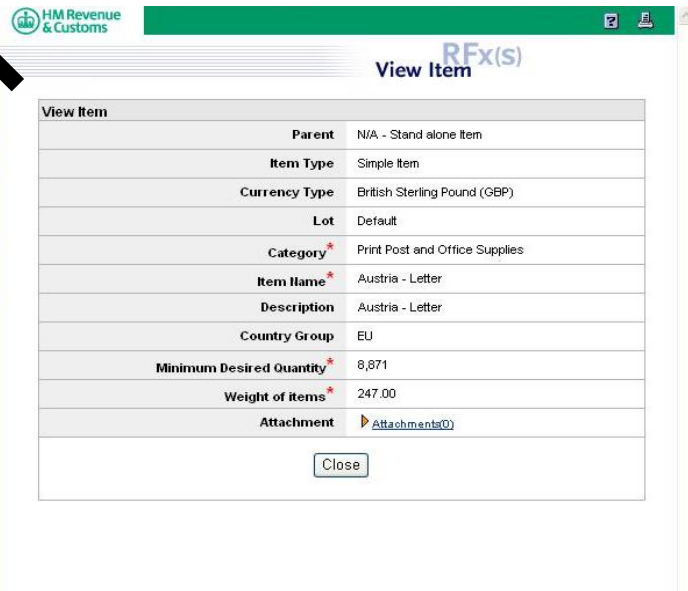 HM Revenue
& Customs
RFx(s)
View Item
View Item
Parent N/A - Stand alone Item
Item Type Simple Item
Currency Type British Sterling Pound (GBP)
Lot Default
Category* Print Post and Office Supplies
Item Name* Austria - Letter
Description Austria - Letter
Country Group EU
Minimum Desired Quantity* 8,871
Weight of items* 247.00
Attachment Attachments(0)
Close